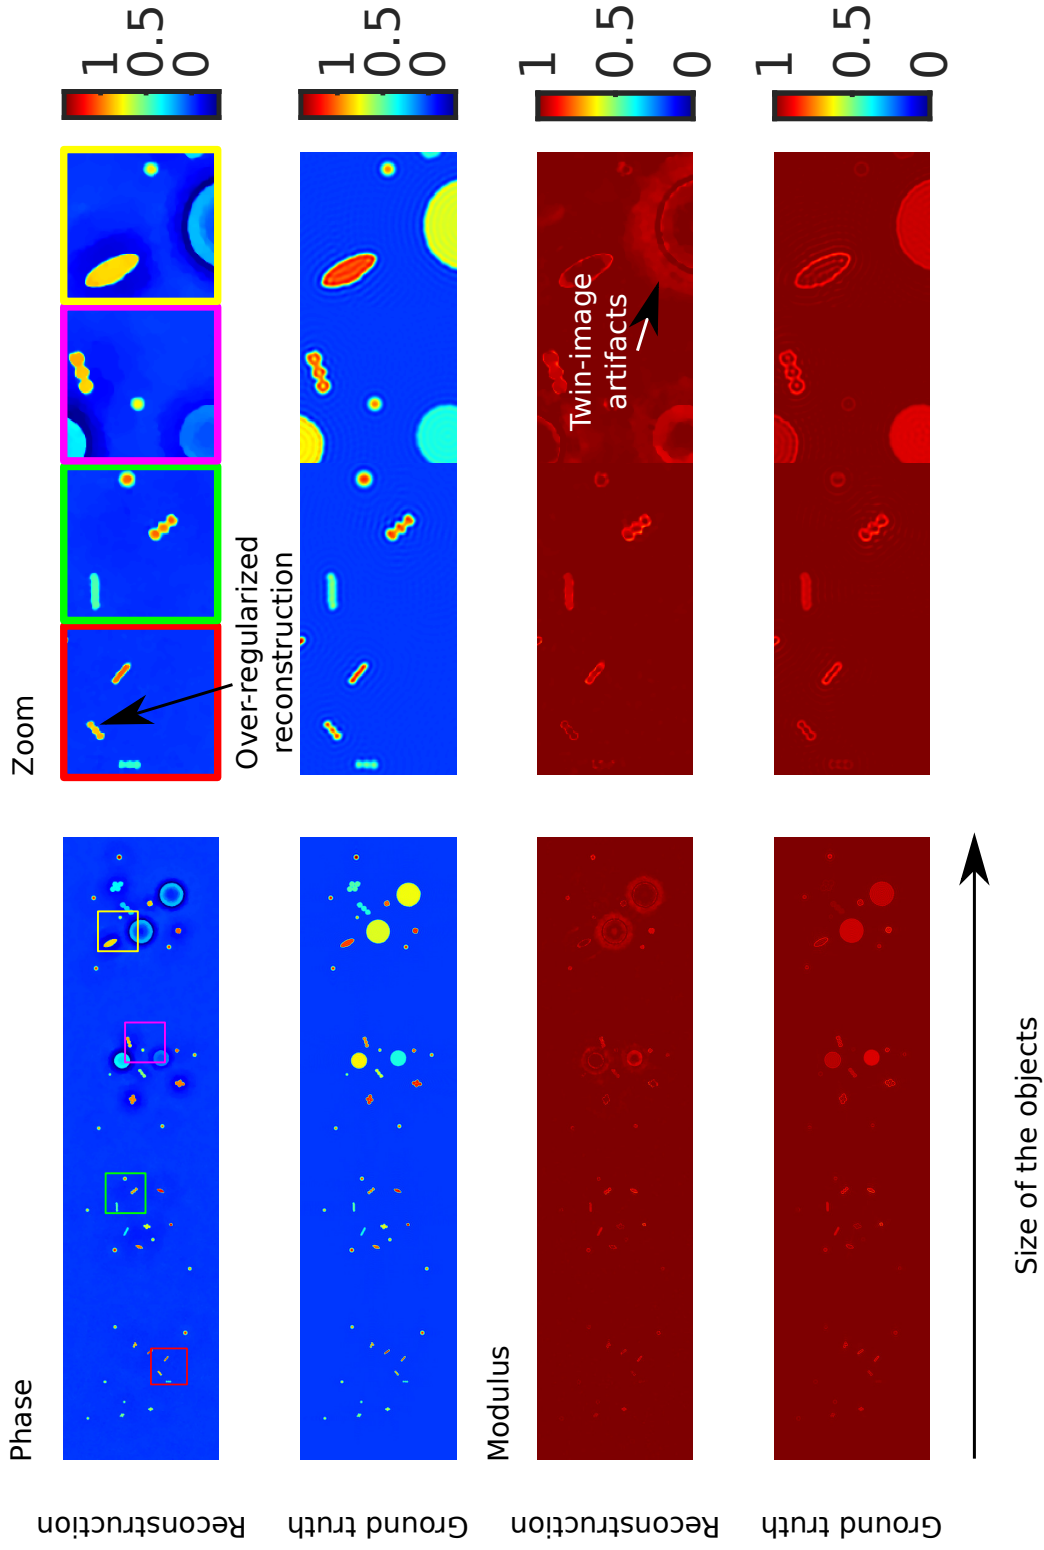 Phase
Zoom
Reconstruction
1
0.5
0
Over-regularized
reconstruction
Ground truth
1
0.5
0
Modulus
Reconstruction
Twin-image
artifacts
1
0.5
0
Ground truth
1
0.5
0
Size of the objects